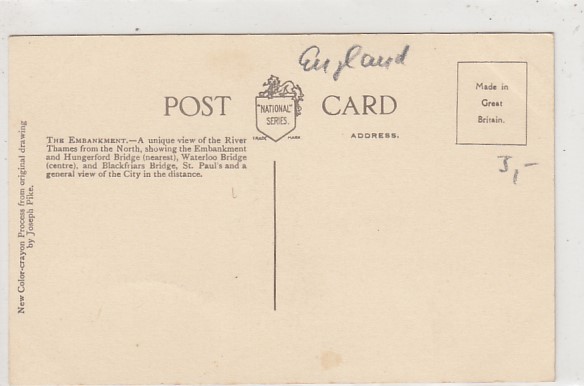 England
POST CARD
"NATIONAL"
SERIES.
TRADE MARK.
ADDRESS.
Made in
Great
Britain.
3,-
THE EMBANKMENT.—A unique view of the River
Thames from the North, showing the Embankment
and Hungerford Bridge (nearest), Waterloo Bridge
(centre), and Blackfriars Bridge, St. Paul's and a
general view of the City in the distance.
New Color-crayon Process from original drawing
by Joseph Pike.